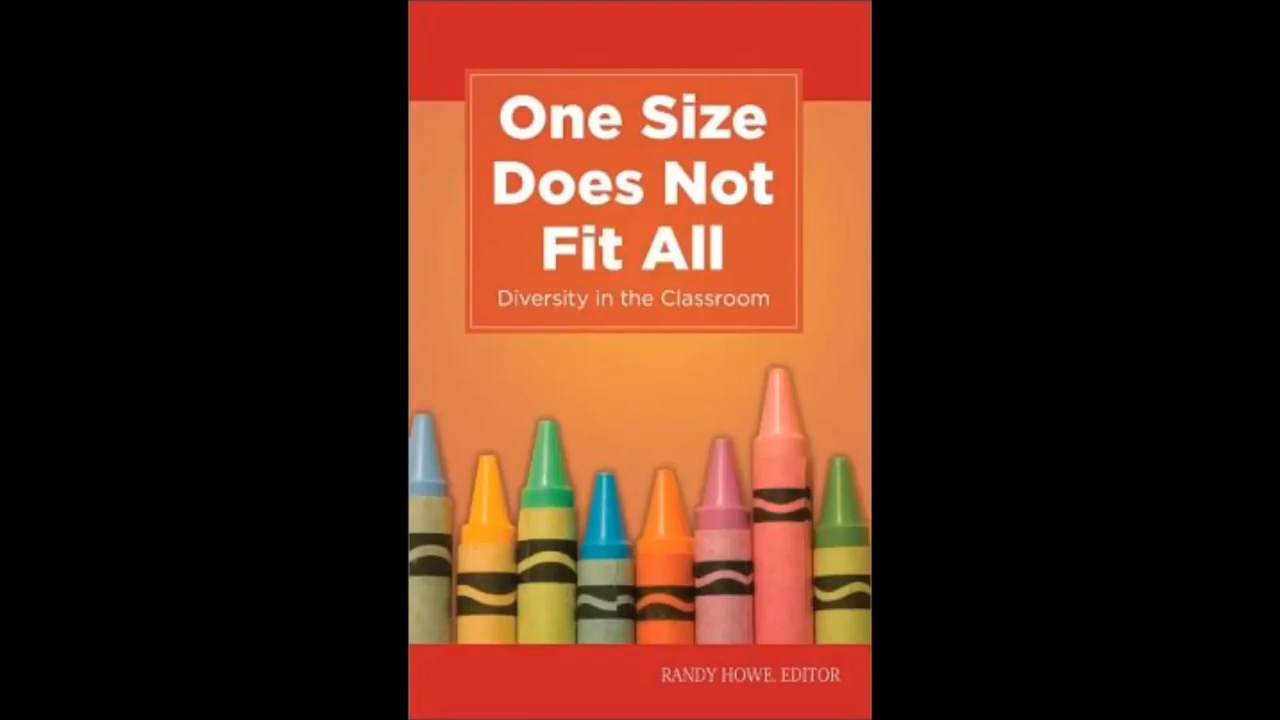 One Size
Does Not
Fit All
Diversity in the Classroom
RANDY HOWE, EDITOR